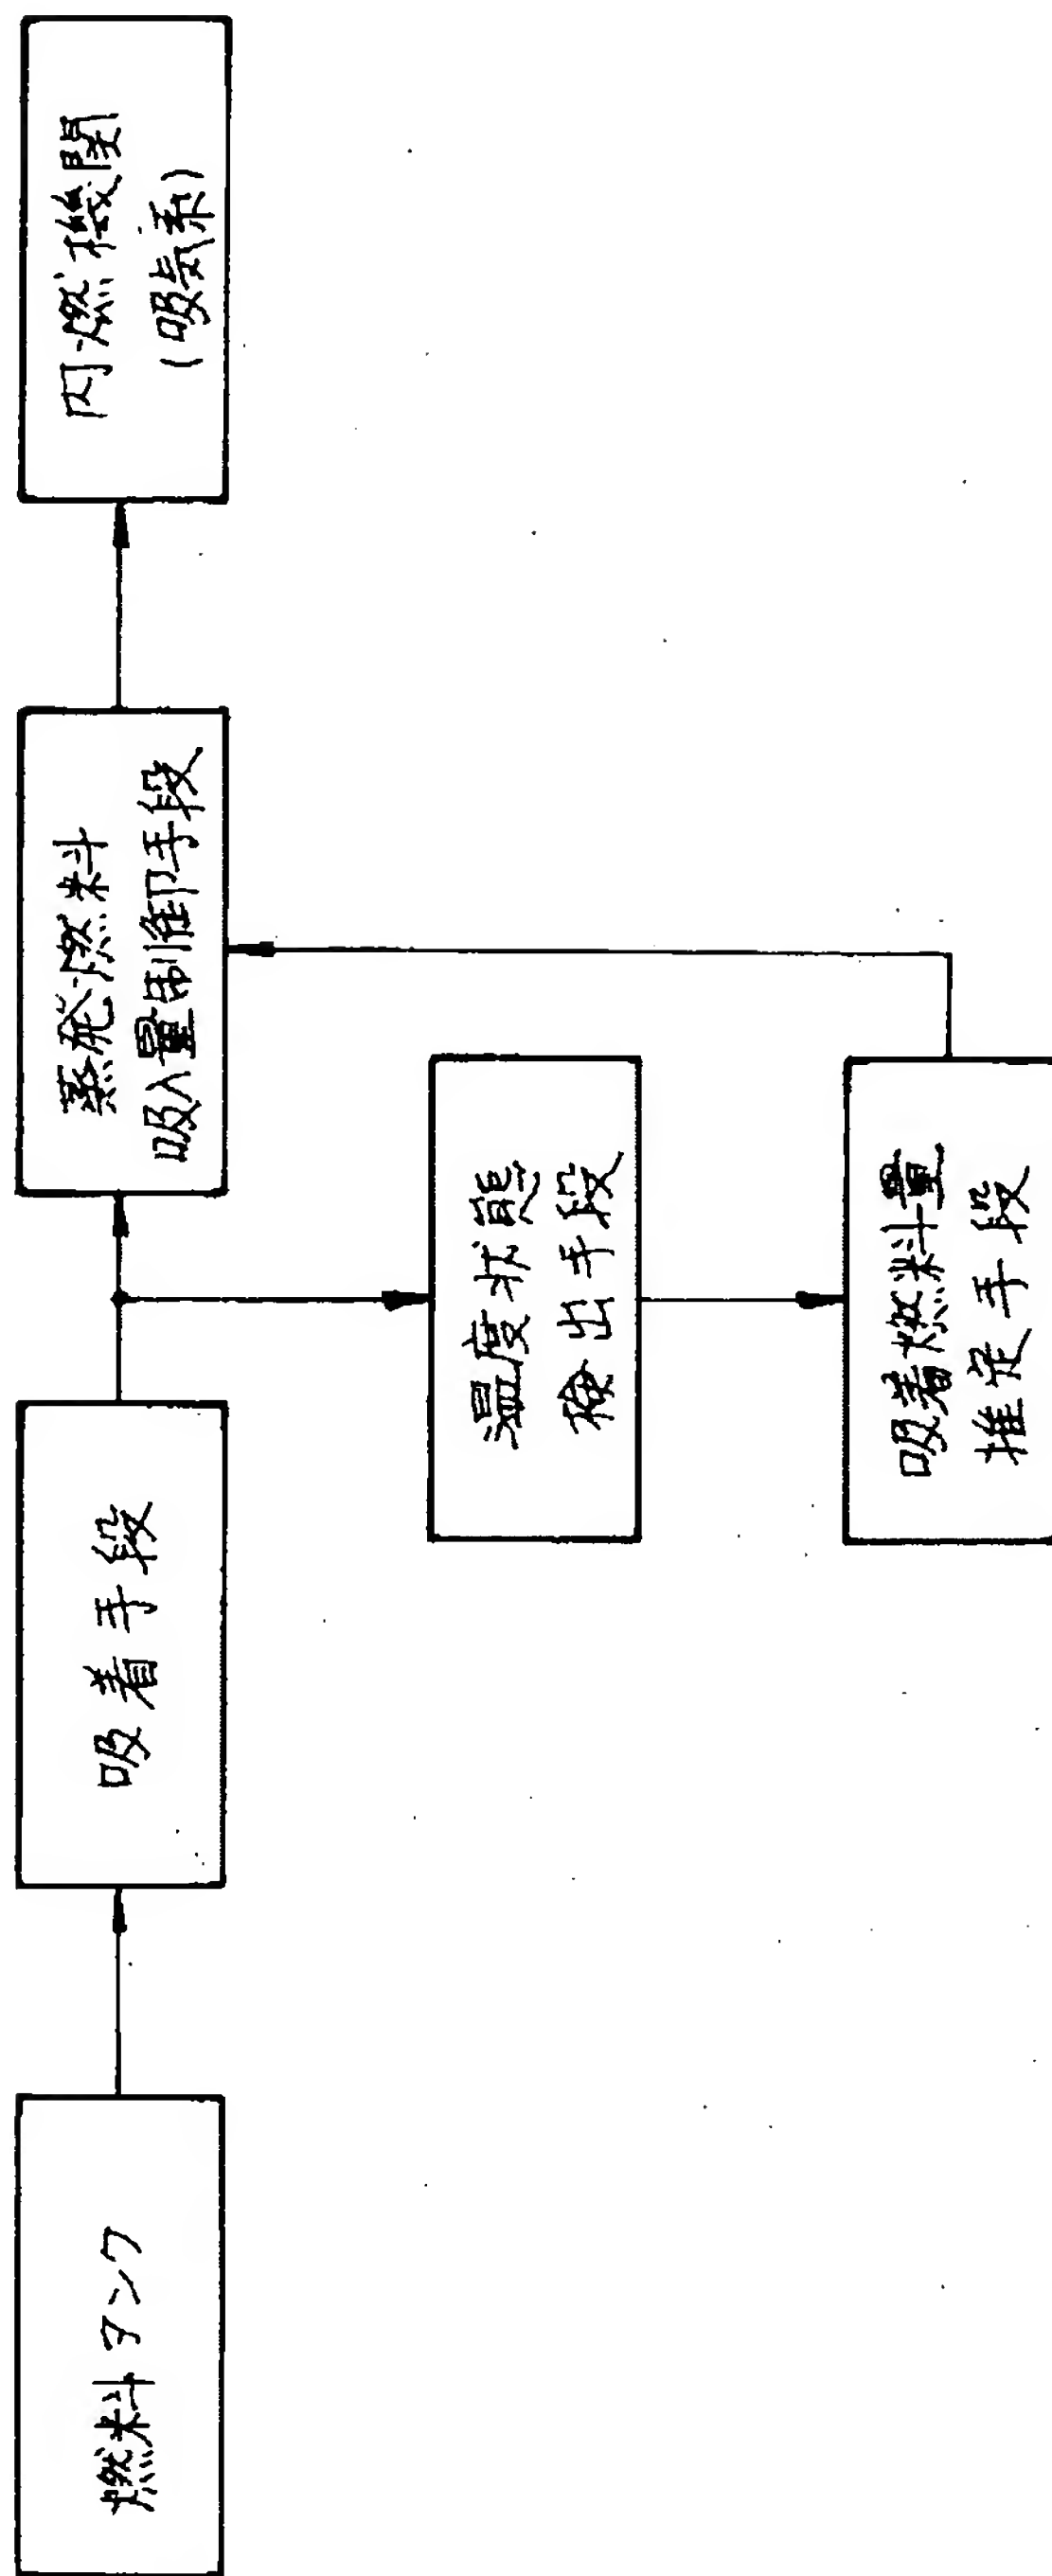 燃料タンク
吸着手段
蒸発燃料
吸入量制御手段
内燃機関
(吸気系)
温度状態
検出手段
吸着燃料量
推定手段